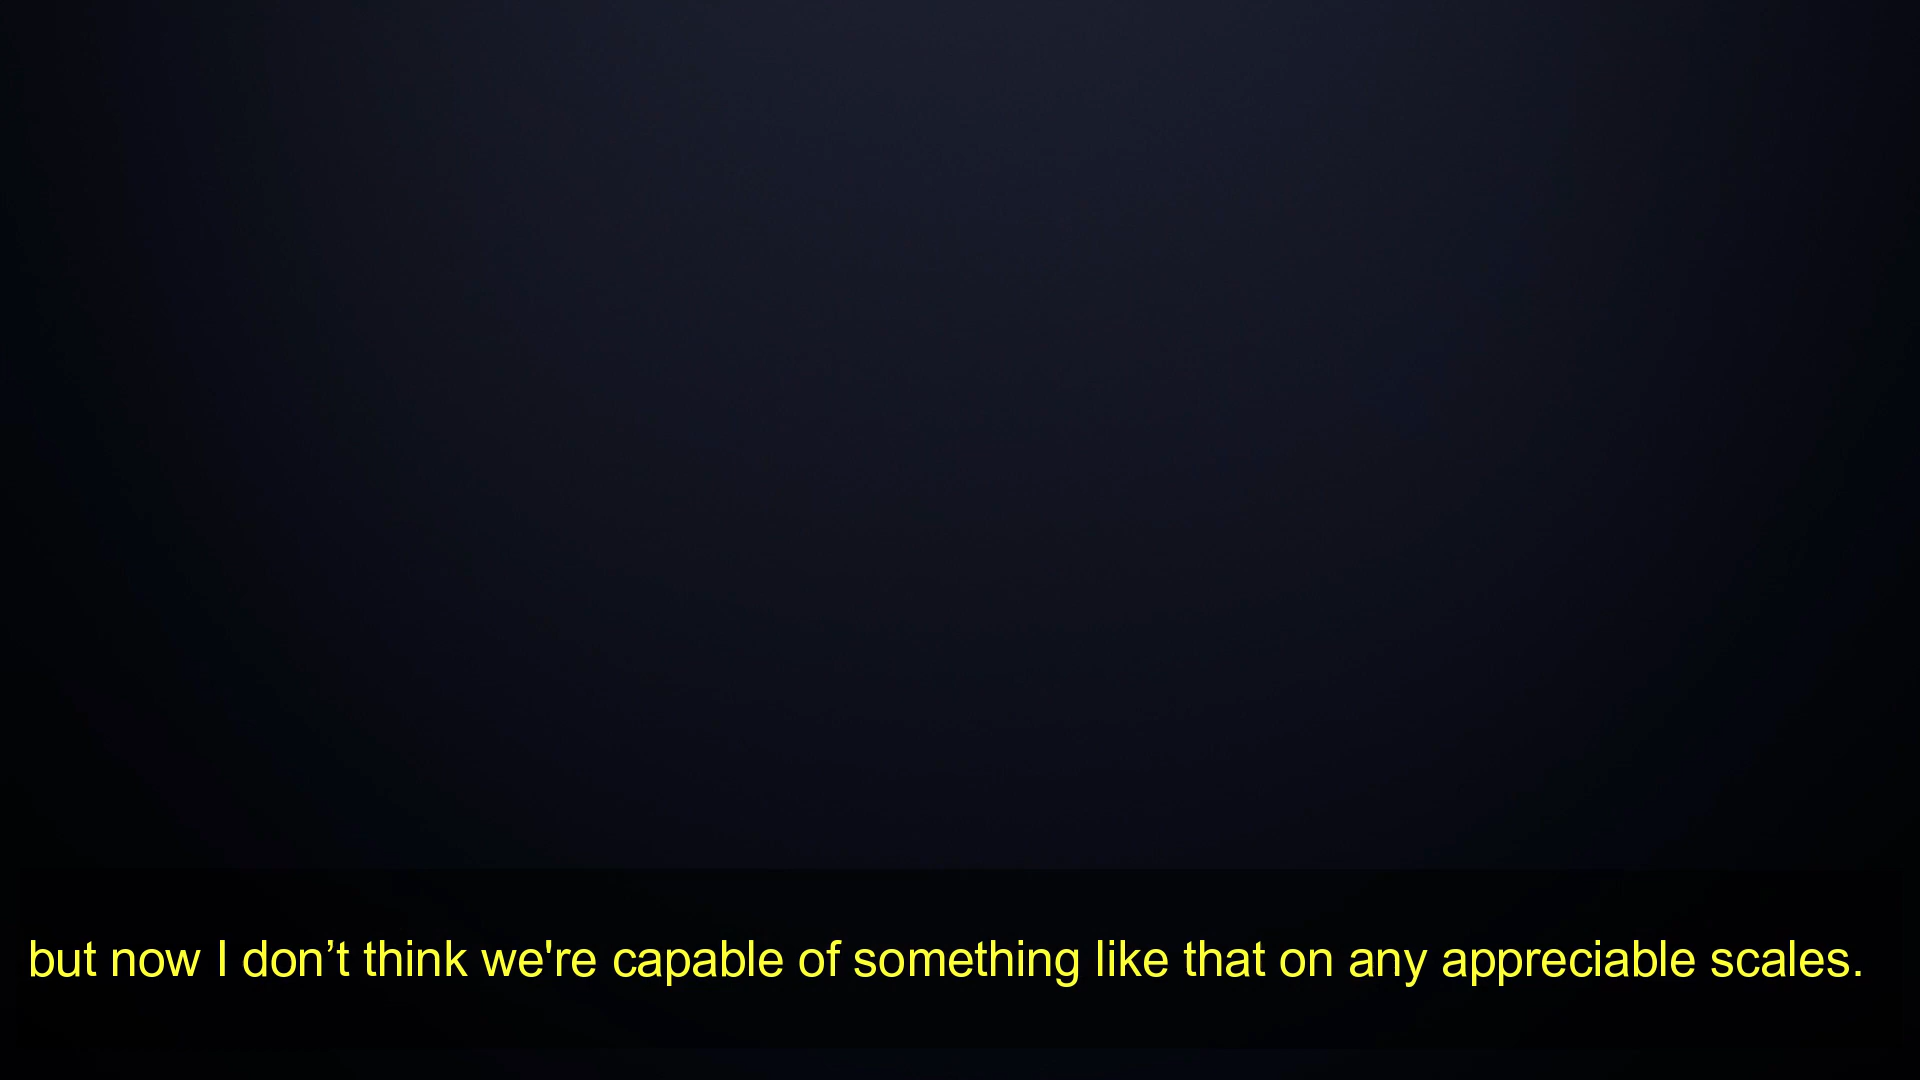 but now I don’t think we're capable of something like that on any appreciable scales.